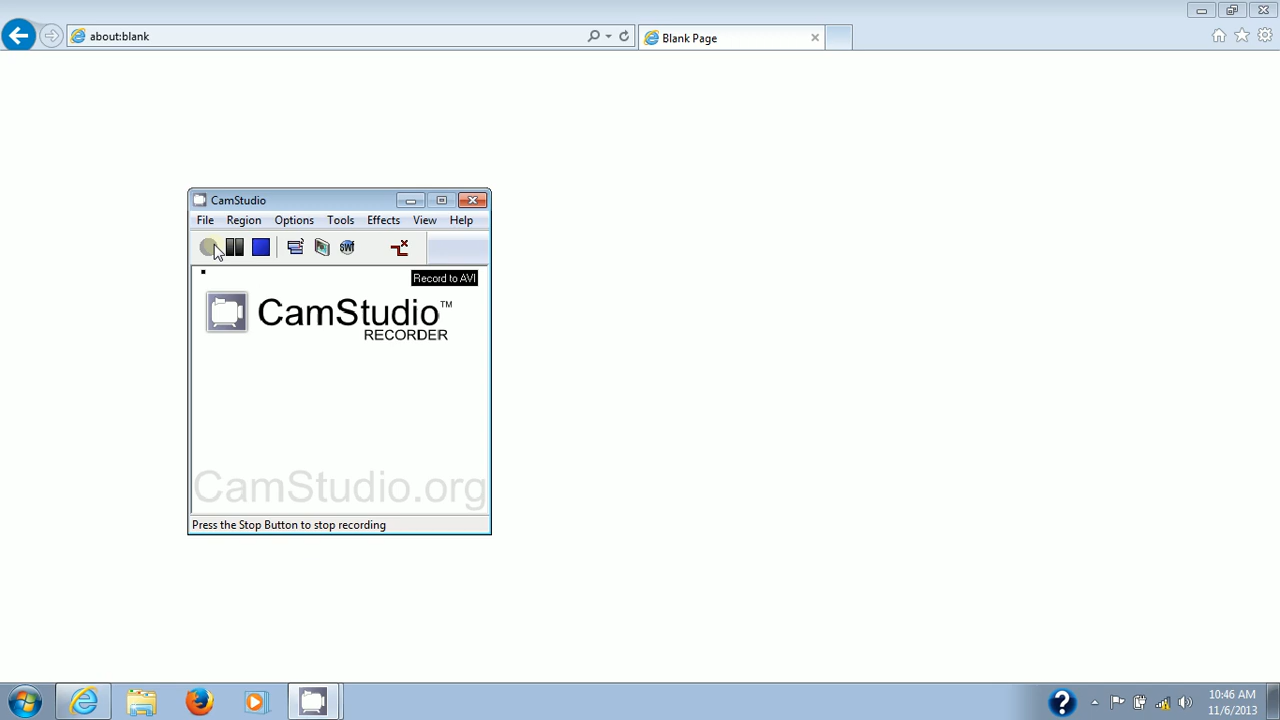 about:blank
Blank Page
CamStudio
File Region Options Tools Effects View Help
SWF
Record to AVI
CamStudio™
RECORDER
CamStudio.org
Press the Stop Button to stop recording
10:46 AM
11/6/2013